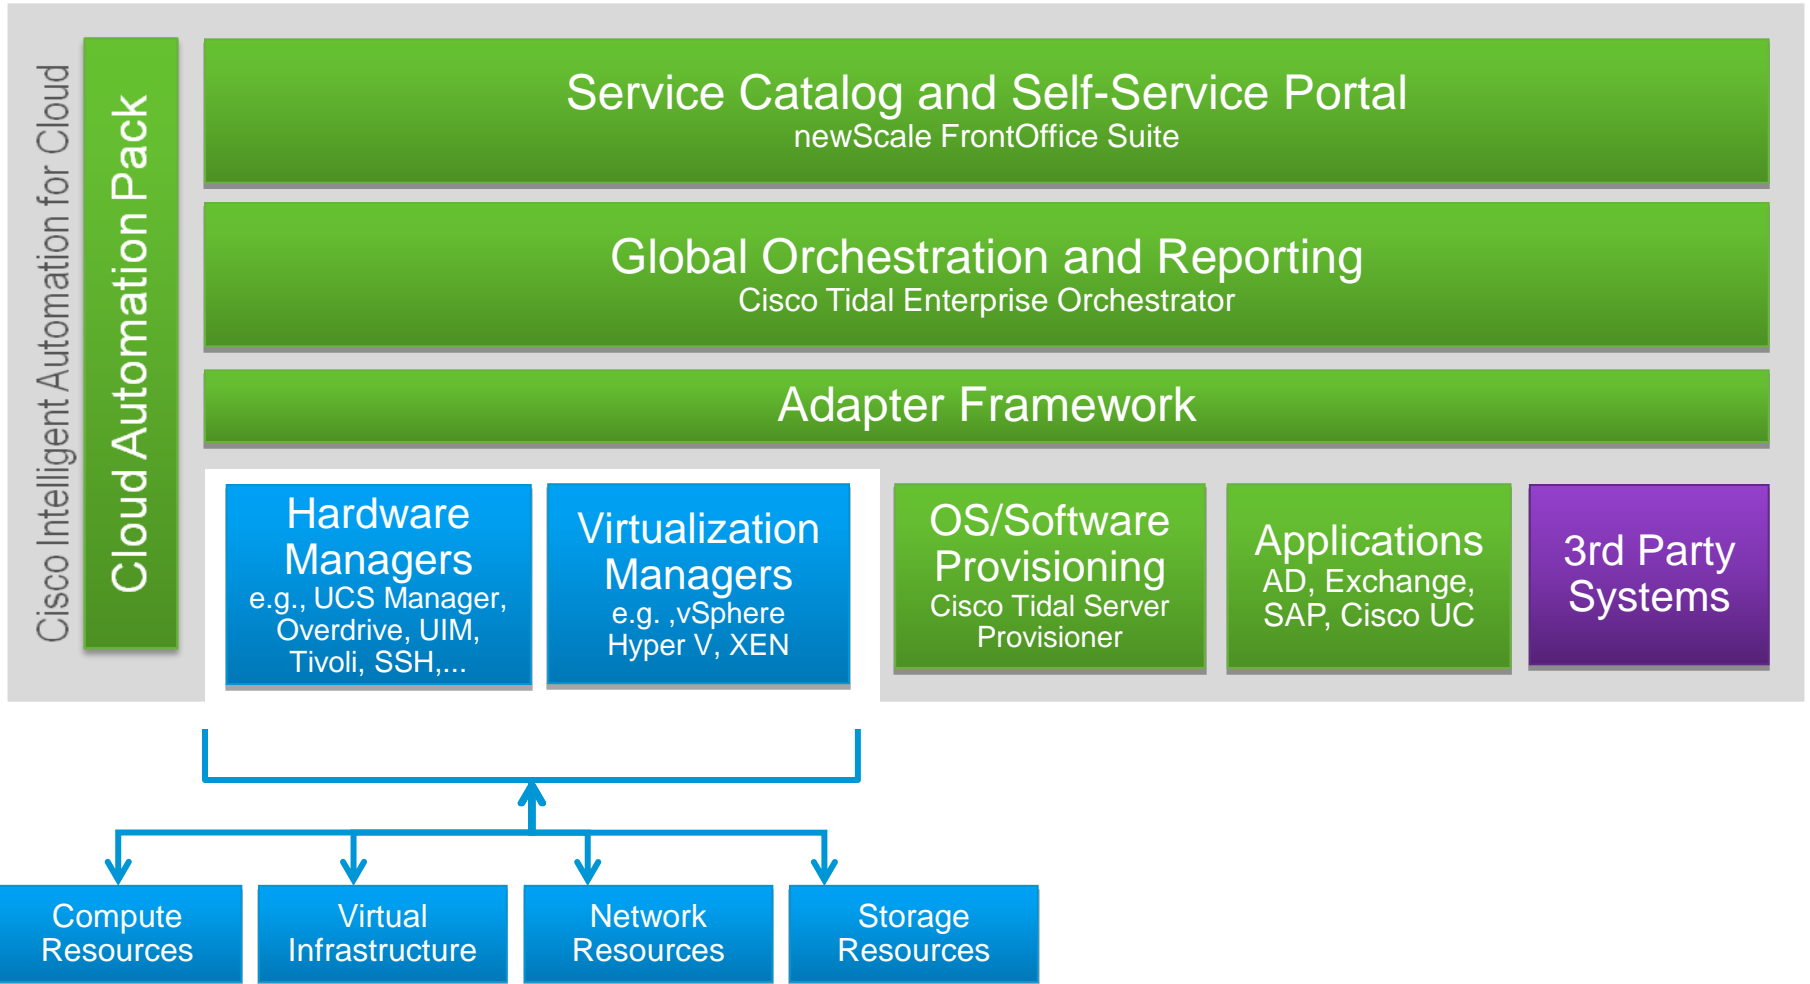 Cisco Intelligent Automation for Cloud
Cloud Automation Pack
Service Catalog and Self-Service Portal
newScale FrontOffice Suite
Global Orchestration and Reporting
Cisco Tidal Enterprise Orchestrator
Adapter Framework
Hardware
Managers
e.g., UCS Manager,
Overdrive, UIM,
Tivoli, SSH,...
Virtualization
Managers
e.g. ,vSphere
Hyper V, XEN
OS/Software
Provisioning
Cisco Tidal Server
Provisioner
Applications
AD, Exchange,
SAP, Cisco UC
3rd Party
Systems
Compute
Resources
Virtual
Infrastructure
Network
Resources
Storage
Resources